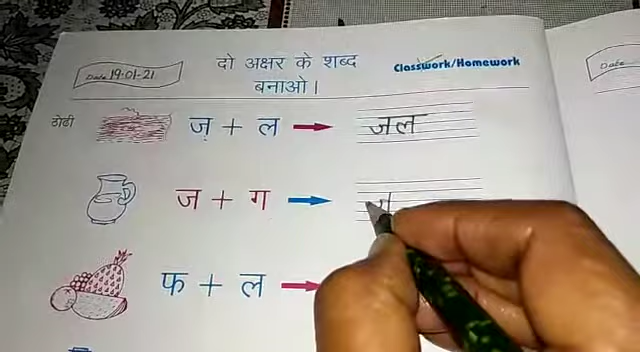 दो अक्षर के शब्द
बनाओ।
Classwork/Homework
Date 19-01-21
Date
ज़ + ल → जल
ज + ग →
फ + ल →